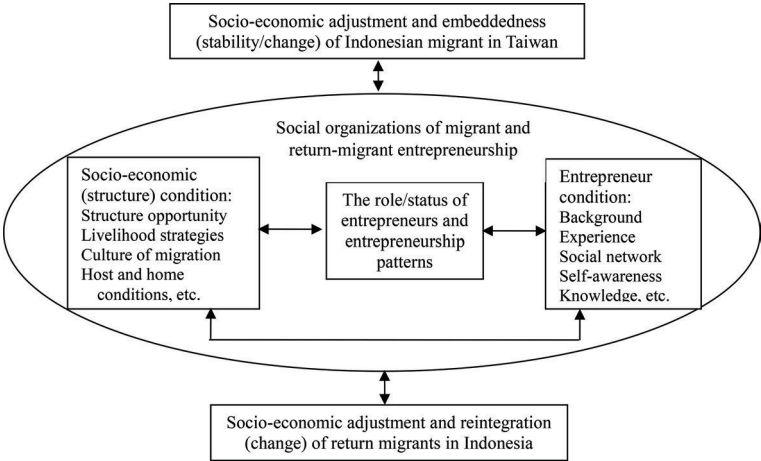 Socio-economic adjustment and embeddedness
(stability/change) of Indonesian migrant in Taiwan
Social organizations of migrant and
return-migrant entrepreneurship
Socio-economic
(structure) condition:
Structure opportunity
Livelihood strategies
Culture of migration
Host and home
conditions, etc.
The role/status of
entrepreneurs and
entrepreneurship
patterns
Entrepreneur
condition:
Background
Experience
Social network
Self-awareness
Knowledge, etc.
Socio-economic adjustment and reintegration
(change) of return migrants in Indonesia